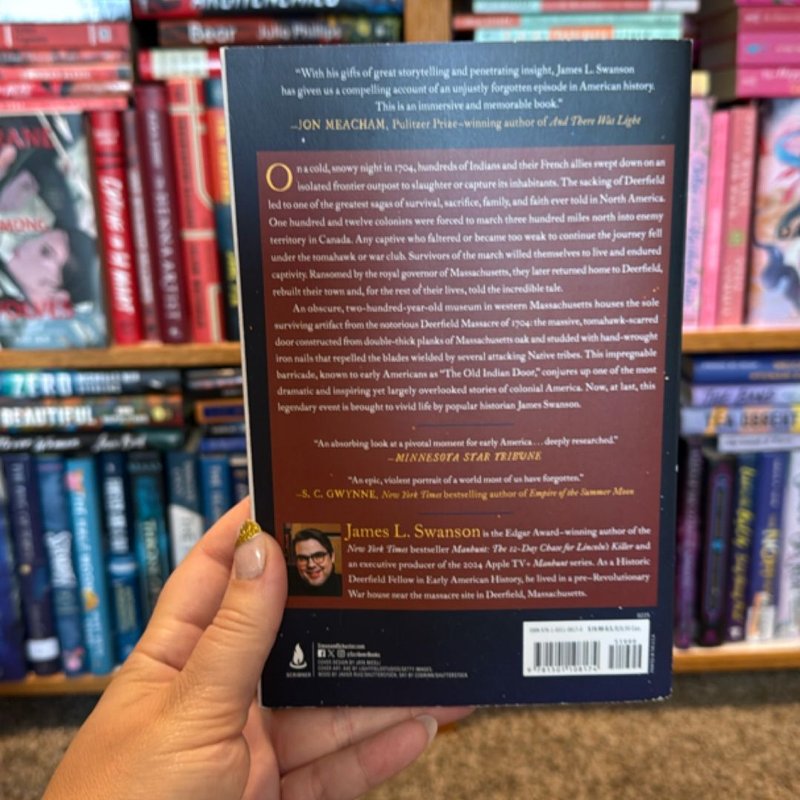 Bear Julia Phillips
"With his gifts of great storytelling and penetrating insight, James L. Swanson
has given us a compelling account of an unjustly forgotten episode in American history.
This is an immersive and memorable book."
—JON MEACHAM, Pulitzer Prize–winning author of And There Was Light
On a cold, snowy night in 1704, hundreds of Indians and their French allies swept down on an
isolated frontier outpost to slaughter or capture its inhabitants. The sacking of Deerfield
led to one of the greatest sagas of survival, sacrifice, family, and faith ever told in North America.
One hundred and twelve colonists were forced to march three hundred miles north into enemy
territory in Canada. Any captive who faltered or became too weak to continue the journey fell
under the tomahawk or war club. Survivors of the march willed themselves to live and endured
captivity. Ransomed by the royal governor of Massachusetts, they later returned home to Deerfield,
rebuilt their town and, for the rest of their lives, told the incredible tale.
An obscure, two-hundred-year-old museum in western Massachusetts houses the sole
surviving artifact from the notorious Deerfield Massacre of 1704: the massive, tomahawk-scarred
door constructed from double-thick planks of Massachusetts oak and studded with hand-wrought
iron nails that repelled the blades wielded by several attacking Native tribes. This impregnable
barricade, known to early Americans as "The Old Indian Door," conjures up one of the most
dramatic and inspiring yet largely overlooked stories of colonial America. Now, at last, this
legendary event is brought to vivid life by popular historian James Swanson.
"An absorbing look at a pivotal moment for early America . . . deeply researched."
—MINNESOTA STAR TRIBUNE
"An epic, violent portrait of a world most of us have forgotten."
—S. C. GWYNNE, New York Times bestselling author of Empire of the Summer Moon
James L. Swanson is the Edgar Award–winning author of the
New York Times bestseller Manhunt: The 12-Day Chase for Lincoln's Killer and
an executive producer of the 2024 Apple TV+ Manhunt series. As a Historic
Deerfield Fellow in Early American History, he lived in a pre–Revolutionary
War house near the massacre site in Deerfield, Massachusetts.
SCRIBNER
SimonandSchuster.com
@ScribnerBooks
51999
9 781501 108174
ZERO
BEAUTIFUL